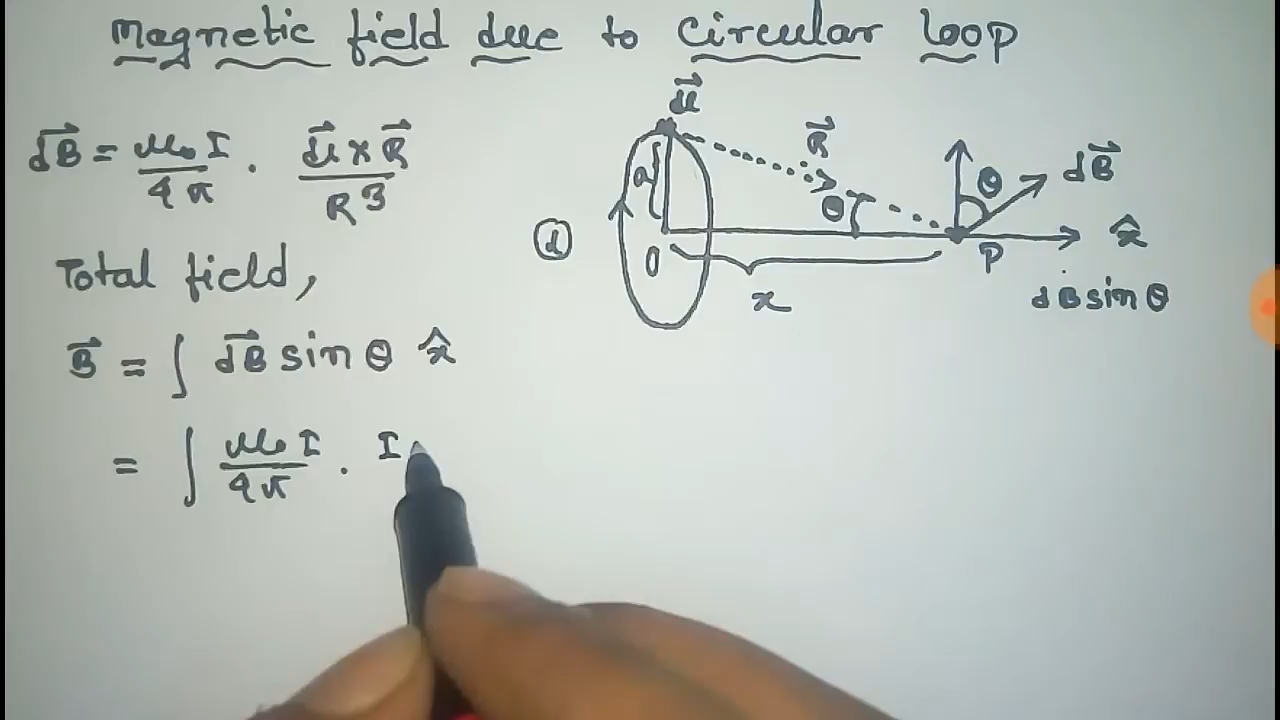 Magnetic field due to circular loop
dB⃗ = μ₀I/4π · dl⃗ × R⃗/R³
Total field,
B⃗ = ∫ dB⃗ sin θ x̂
= ∫ μ₀I/4π · I
dl⃗
R⃗
a
θ
θ
dB⃗
x̂
P
O
x
dB sin θ